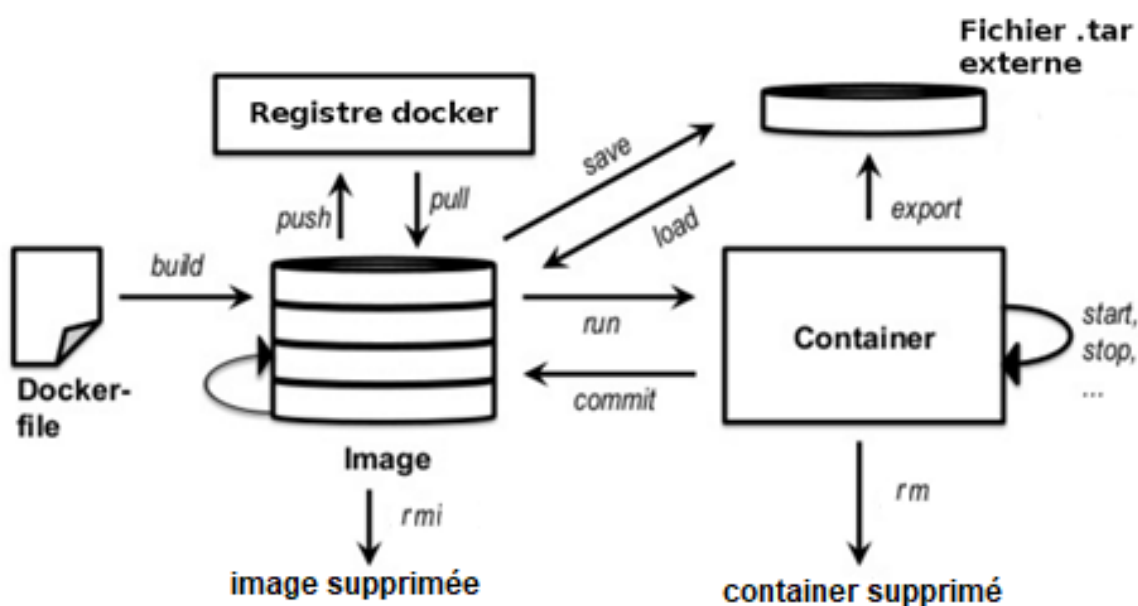 Fichier .tar
externe
Registre docker
save
push
pull
load
export
build
run
Container
start,
stop,
...
Docker-
file
commit
Image
rmi
rm
image supprimée
container supprimé